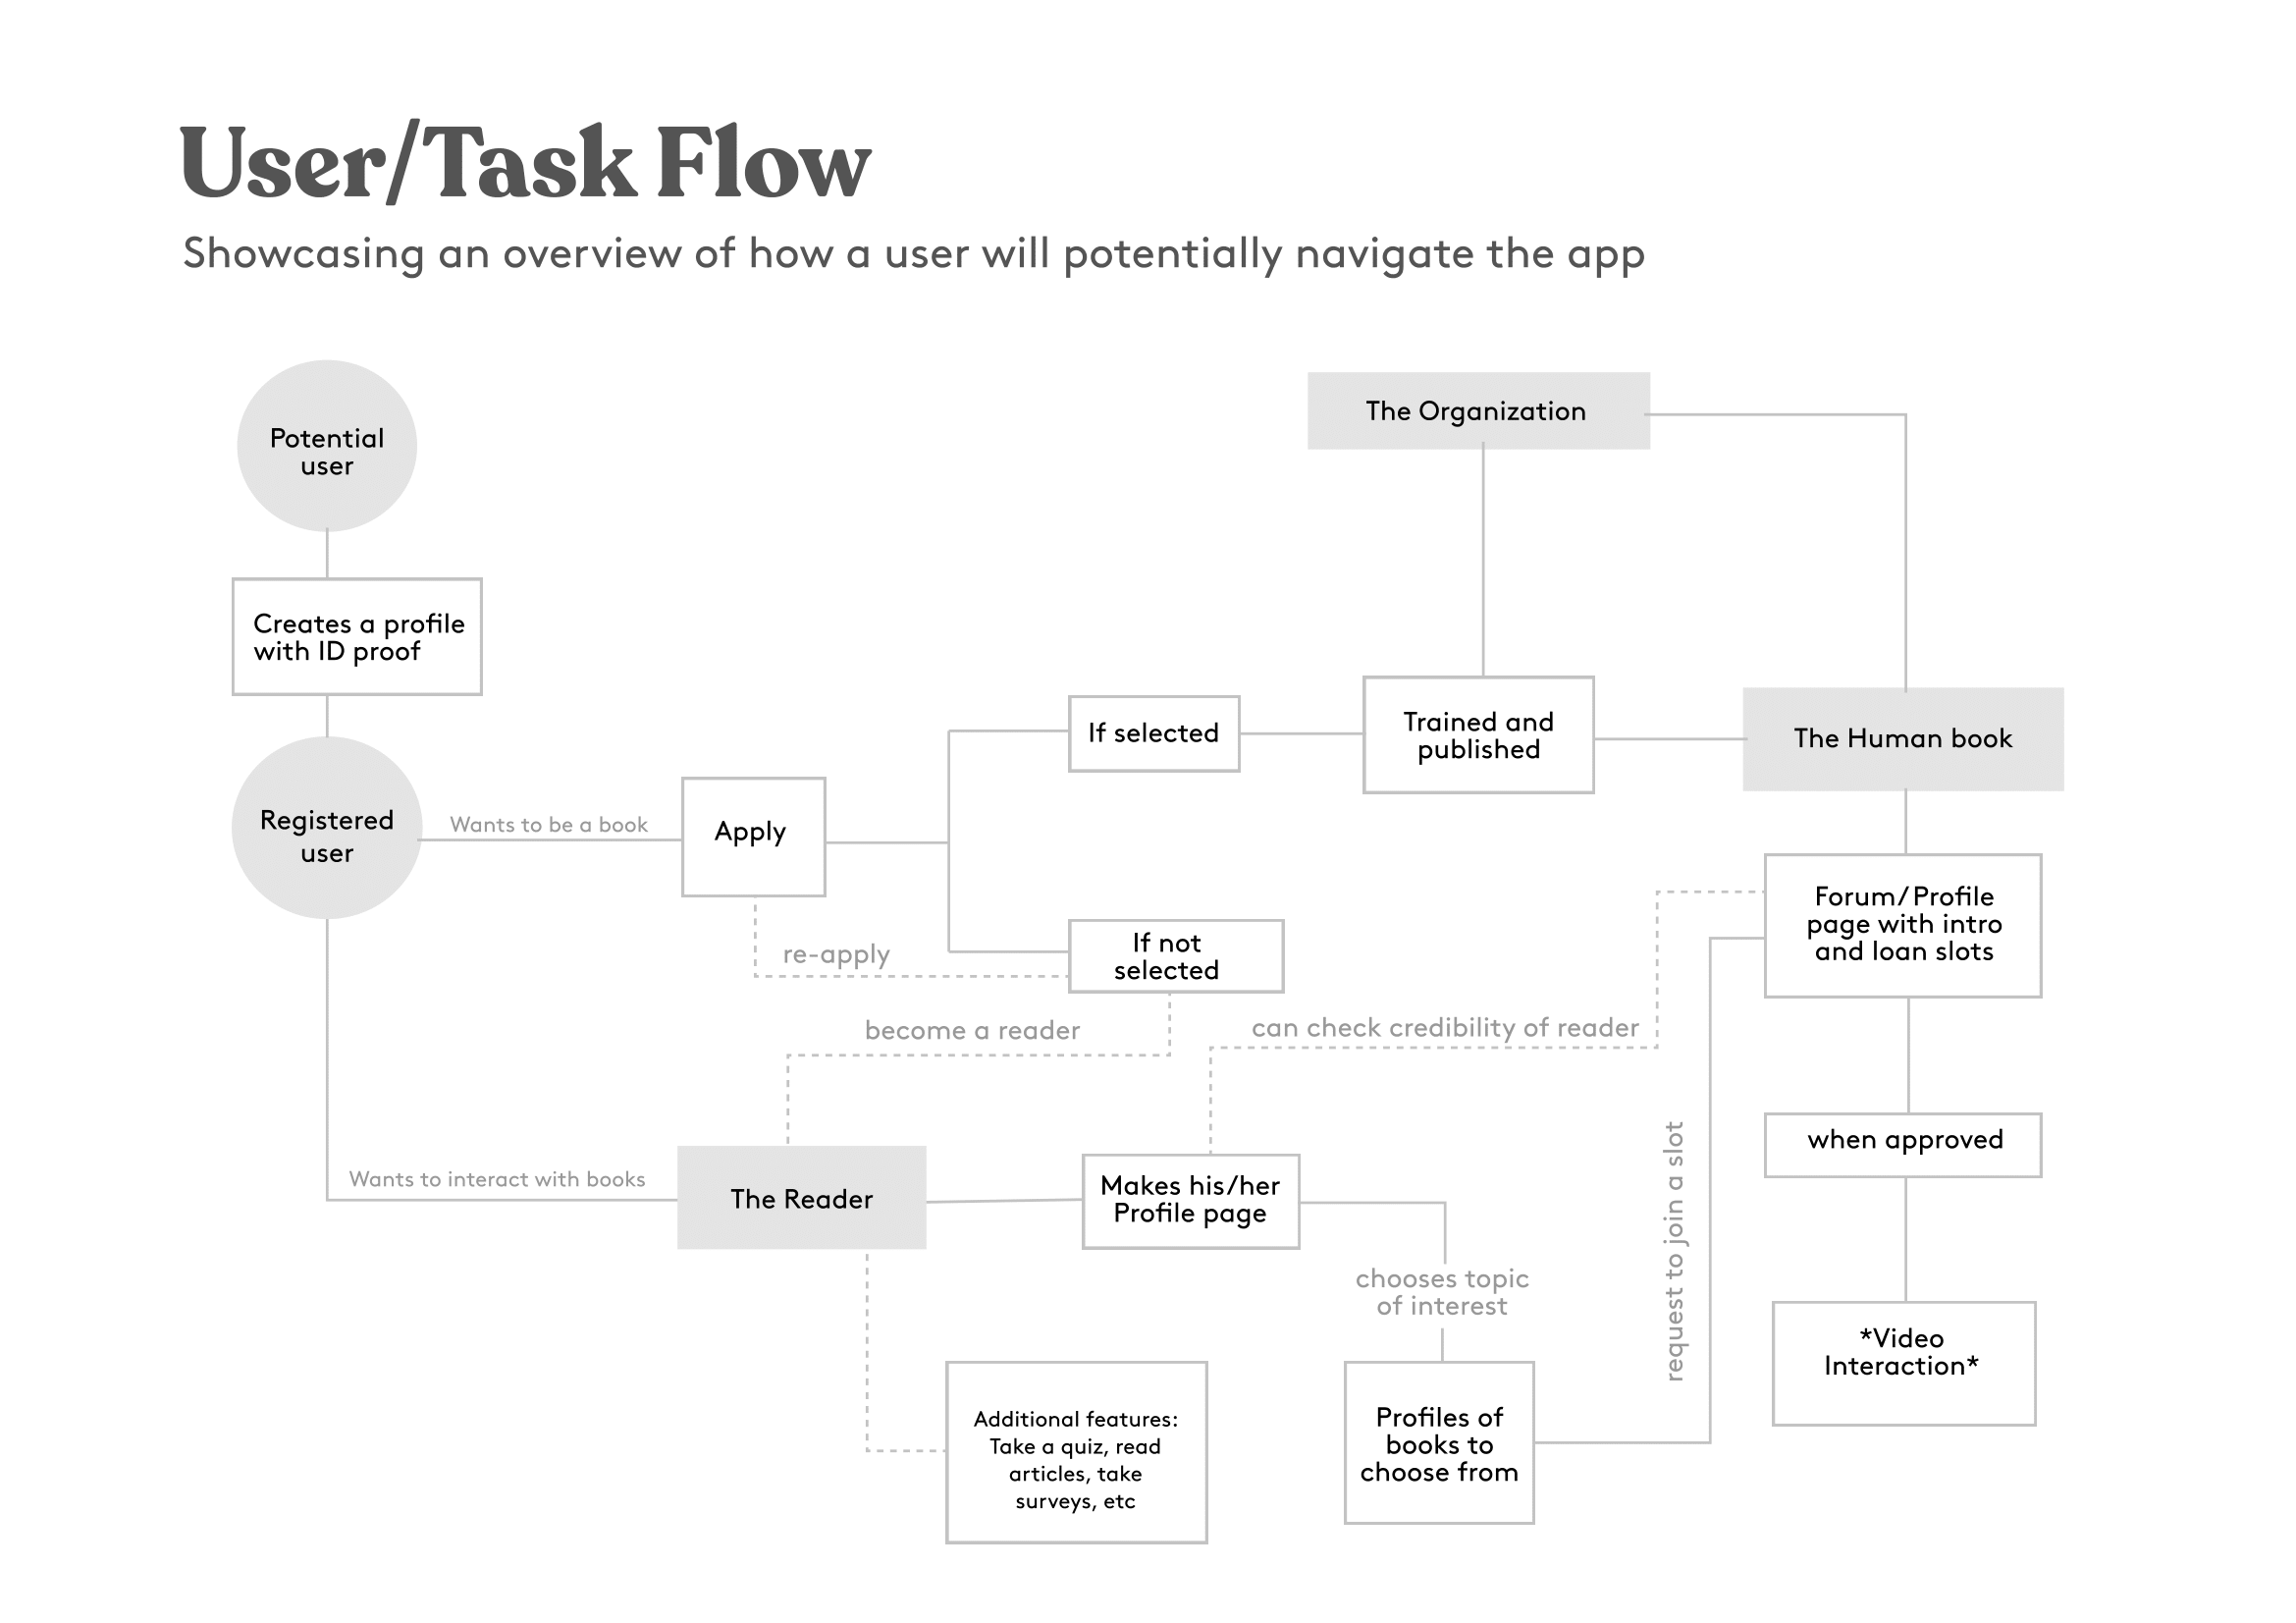 User/Task Flow
Showcasing an overview of how a user will potentially navigate the app
Potential
user
The Organization
Creates a profile
with ID proof
If selected
Trained and
published
The Human book
Registered
user
Wants to be a book
Apply
Forum/Profile
page with intro
and loan slots
If not
selected
re-apply
become a reader
can check credibility of reader
when approved
request to join a slot
Wants to interact with books
The Reader
Makes his/her
Profile page
chooses topic
of interest
*Video
Interaction*
Additional features:
Take a quiz, read
articles, take
surveys, etc
Profiles of
books to
choose from